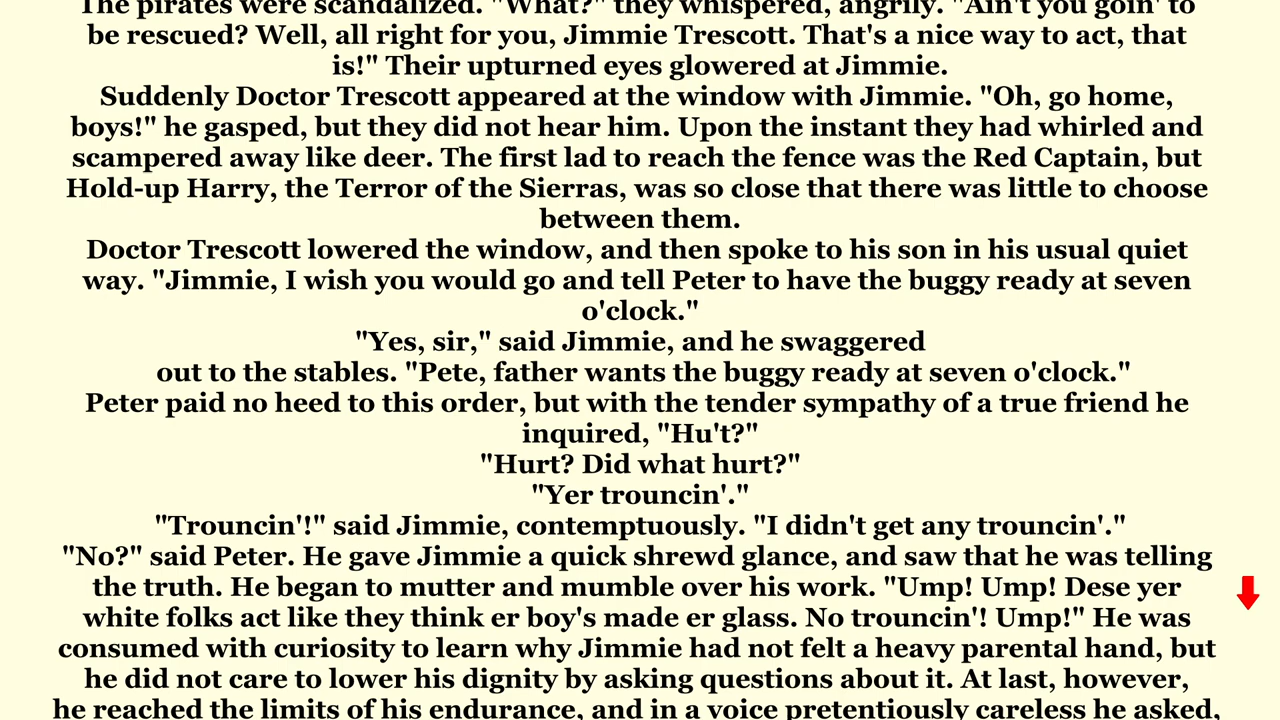 The pirates were scandalized. "What?" they whispered, angrily. "Ain't you goin' to
be rescued? Well, all right for you, Jimmie Trescott. That's a nice way to act, that
is!" Their upturned eyes glowered at Jimmie.
Suddenly Doctor Trescott appeared at the window with Jimmie. "Oh, go home,
boys!" he gasped, but they did not hear him. Upon the instant they had whirled and
scampered away like deer. The first lad to reach the fence was the Red Captain, but
Hold-up Harry, the Terror of the Sierras, was so close that there was little to choose
between them.
Doctor Trescott lowered the window, and then spoke to his son in his usual quiet
way. "Jimmie, I wish you would go and tell Peter to have the buggy ready at seven
o'clock."
"Yes, sir," said Jimmie, and he swaggered
out to the stables. "Pete, father wants the buggy ready at seven o'clock."
Peter paid no heed to this order, but with the tender sympathy of a true friend he
inquired, "Hu't?"
"Hurt? Did what hurt?"
"Yer trouncin'."
"Trouncin'!" said Jimmie, contemptuously. "I didn't get any trouncin'."
"No?" said Peter. He gave Jimmie a quick shrewd glance, and saw that he was telling
the truth. He began to mutter and mumble over his work. "Ump! Ump! Dese yer
white folks act like they think er boy's made er glass. No trouncin'! Ump!" He was
consumed with curiosity to learn why Jimmie had not felt a heavy parental hand, but
he did not care to lower his dignity by asking questions about it. At last, however,
he reached the limits of his endurance, and in a voice pretentiously careless he asked,